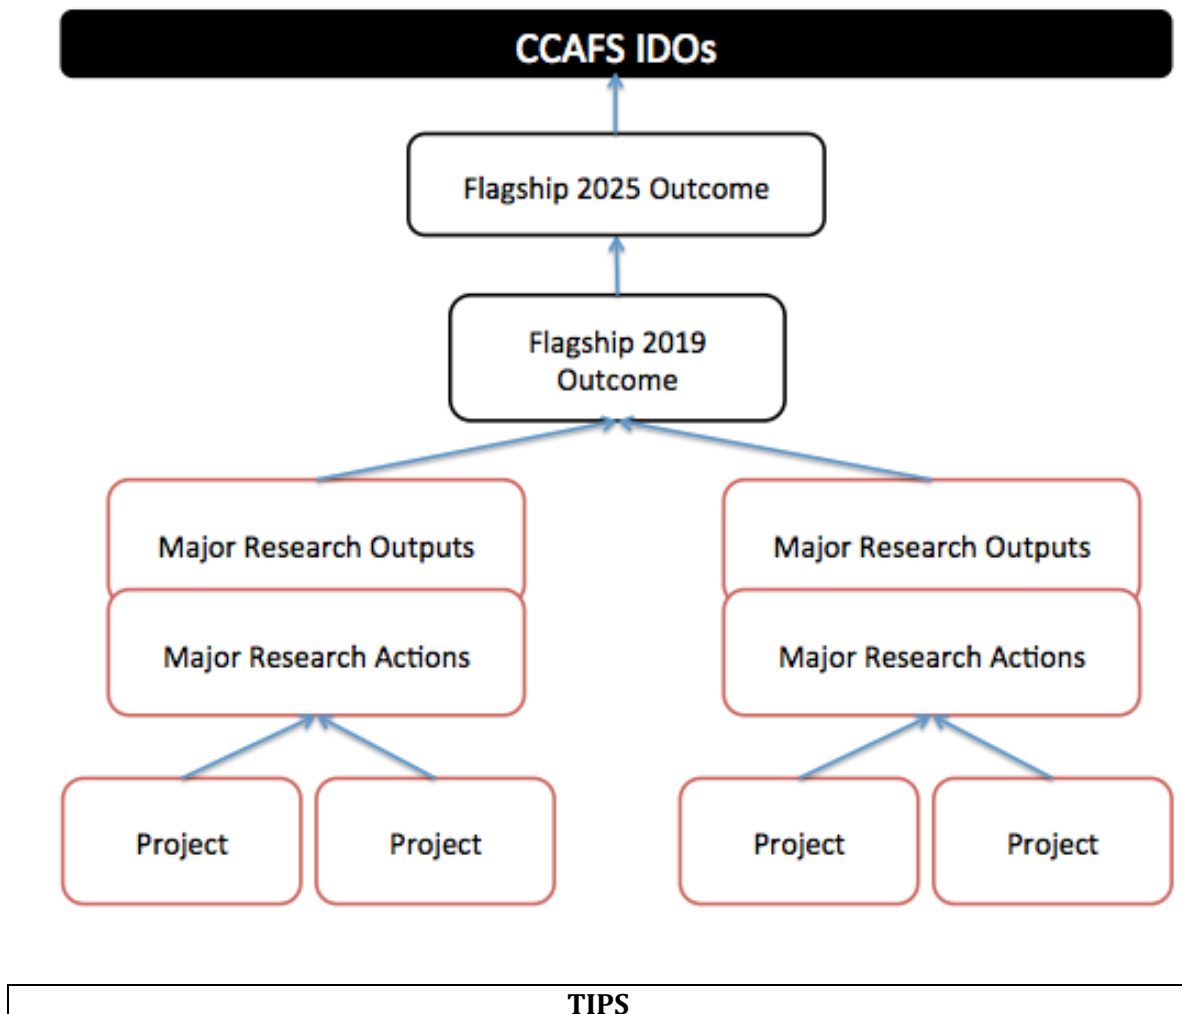 CCAFS IDOs
Flagship 2025 Outcome
Flagship 2019
Outcome
Major Research Outputs
Major Research Outputs
Major Research Actions
Major Research Actions
Project
Project
Project
Project
TIPS